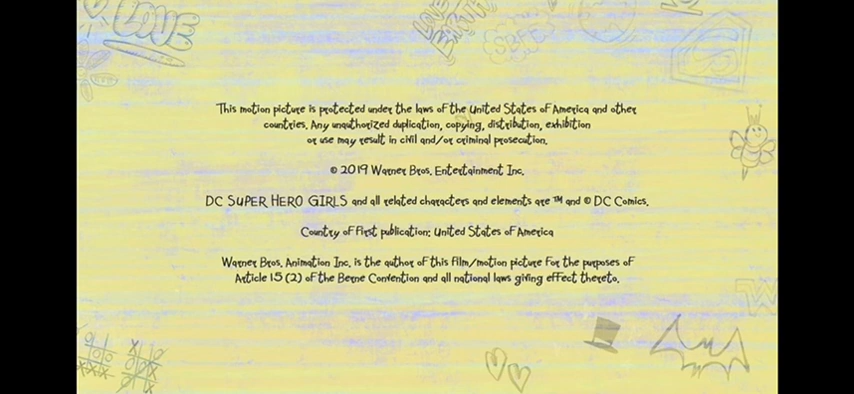 LOVE
This motion picture is protected under the laws of the United States of America and other
countries. Any unauthorized duplication, copying, distribution, exhibition
or use may result in civil and/or criminal prosecution.
© 2019 Warner Bros. Entertainment Inc.
DC SUPER HERO GIRLS and all related characters and elements are ™ and © DC Comics.
Country of first publication: United States of America
Warner Bros. Animation Inc. is the author of this film/motion picture for the purposes of
Article 15 (2) of the Berne Convention and all national laws giving effect thereto.